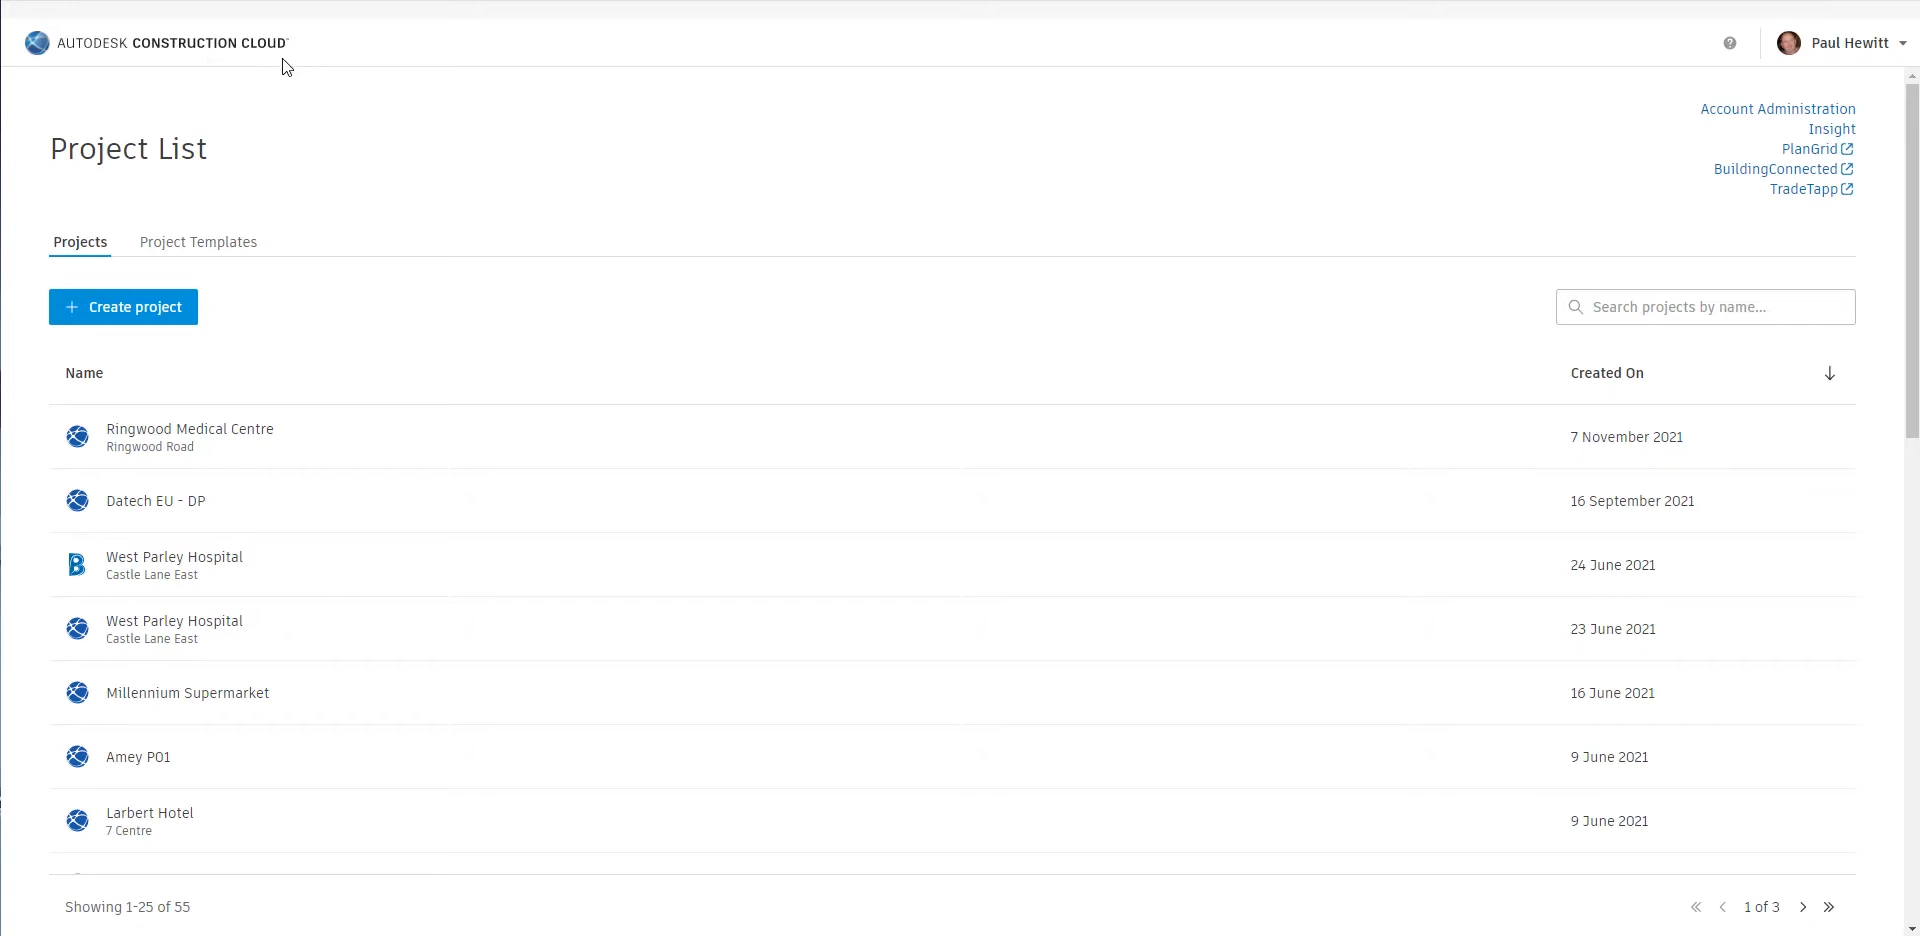 AUTODESK CONSTRUCTION CLOUD™
Paul Hewitt
Account Administration
Insight
PlanGrid
BuildingConnected
TradeTapp
Project List
Projects
Project Templates
+ Create project
Search projects by name...
Name
Created On
Ringwood Medical Centre
Ringwood Road
7 November 2021
Datech EU - DP
16 September 2021
B
West Parley Hospital
Castle Lane East
24 June 2021
West Parley Hospital
Castle Lane East
23 June 2021
Millennium Supermarket
16 June 2021
Amey P01
9 June 2021
Larbert Hotel
7 Centre
9 June 2021
Showing 1-25 of 55
1 of 3